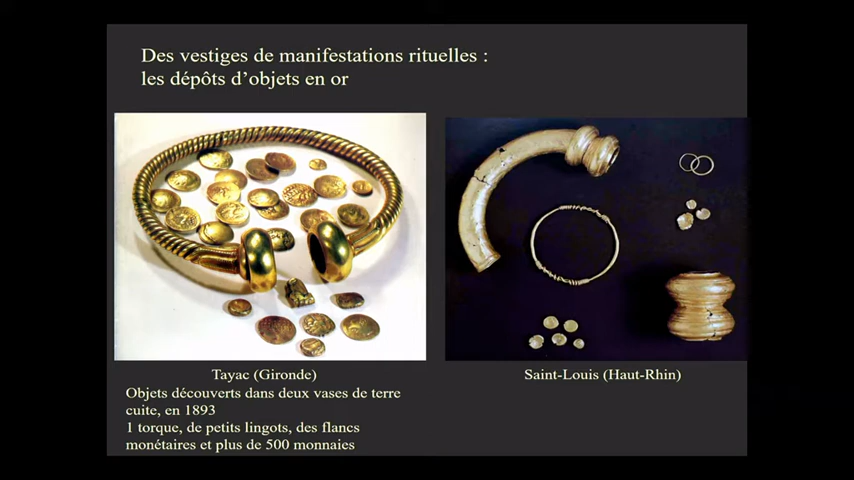 Des vestiges de manifestations rituelles :
les dépôts d’objets en or
Tayac (Gironde)
Objets découverts dans deux vases de terre
cuite, en 1893
1 torque, de petits lingots, des flancs
monétaires et plus de 500 monnaies
Saint-Louis (Haut-Rhin)